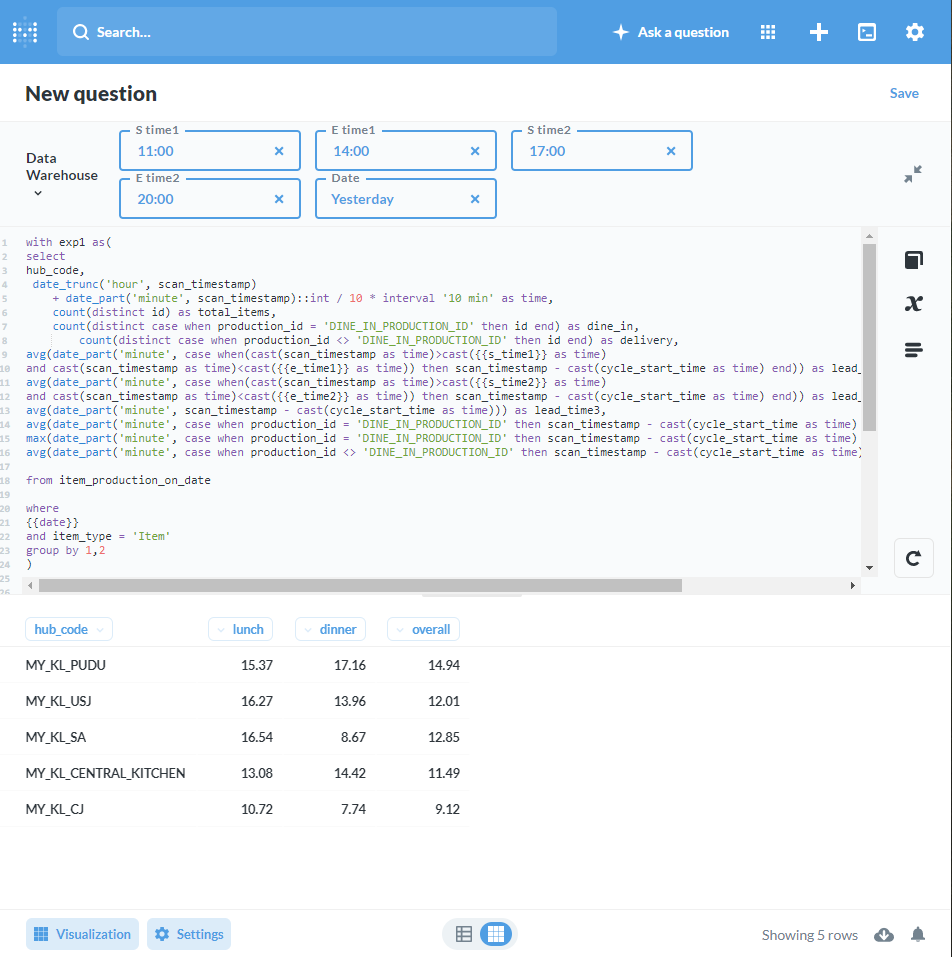 Search...
Ask a question
New question
Save
Data Warehouse
S time1
11:00
E time1
14:00
S time2
17:00
E time2
20:00
Date
Yesterday
1 with exp1 as(
2 select
3 hub_code,
4 date_trunc('hour', scan_timestamp)
5 + date_part('minute', scan_timestamp)::int / 10 * interval '10 min' as time,
6 count(distinct id) as total_items,
7 count(distinct case when production_id = 'DINE_IN_PRODUCTION_ID' then id end) as dine_in,
8 count(distinct case when production_id <> 'DINE_IN_PRODUCTION_ID' then id end) as delivery,
9 avg(date_part('minute', case when(cast(scan_timestamp as time)>cast({{s_time1}} as time)
10 and cast(scan_timestamp as time)<cast({{e_time1}} as time)) then scan_timestamp - cast(cycle_start_time as time) end)) as lead_
11 avg(date_part('minute', case when(cast(scan_timestamp as time)>cast({{s_time2}} as time)
12 and cast(scan_timestamp as time)<cast({{e_time2}} as time)) then scan_timestamp - cast(cycle_start_time as time) end)) as lead_
13 avg(date_part('minute', scan_timestamp - cast(cycle_start_time as time))) as lead_time3,
14 avg(date_part('minute', case when production_id = 'DINE_IN_PRODUCTION_ID' then scan_timestamp - cast(cycle_start_time as time)
15 max(date_part('minute', case when production_id = 'DINE_IN_PRODUCTION_ID' then scan_timestamp - cast(cycle_start_time as time)
16 avg(date_part('minute', case when production_id <> 'DINE_IN_PRODUCTION_ID' then scan_timestamp - cast(cycle_start_time as time)
17
18 from item_production_on_date
19
20 where
21 {{date}}
22 and item_type = 'Item'
23 group by 1,2
24 )
25
26
hub_code lunch dinner overall
MY_KL_PUDU 15.37 17.16 14.94
MY_KL_USJ 16.27 13.96 12.01
MY_KL_SA 16.54 8.67 12.85
MY_KL_CENTRAL_KITCHEN 13.08 14.42 11.49
MY_KL_CJ 10.72 7.74 9.12
Visualization
Settings
Showing 5 rows